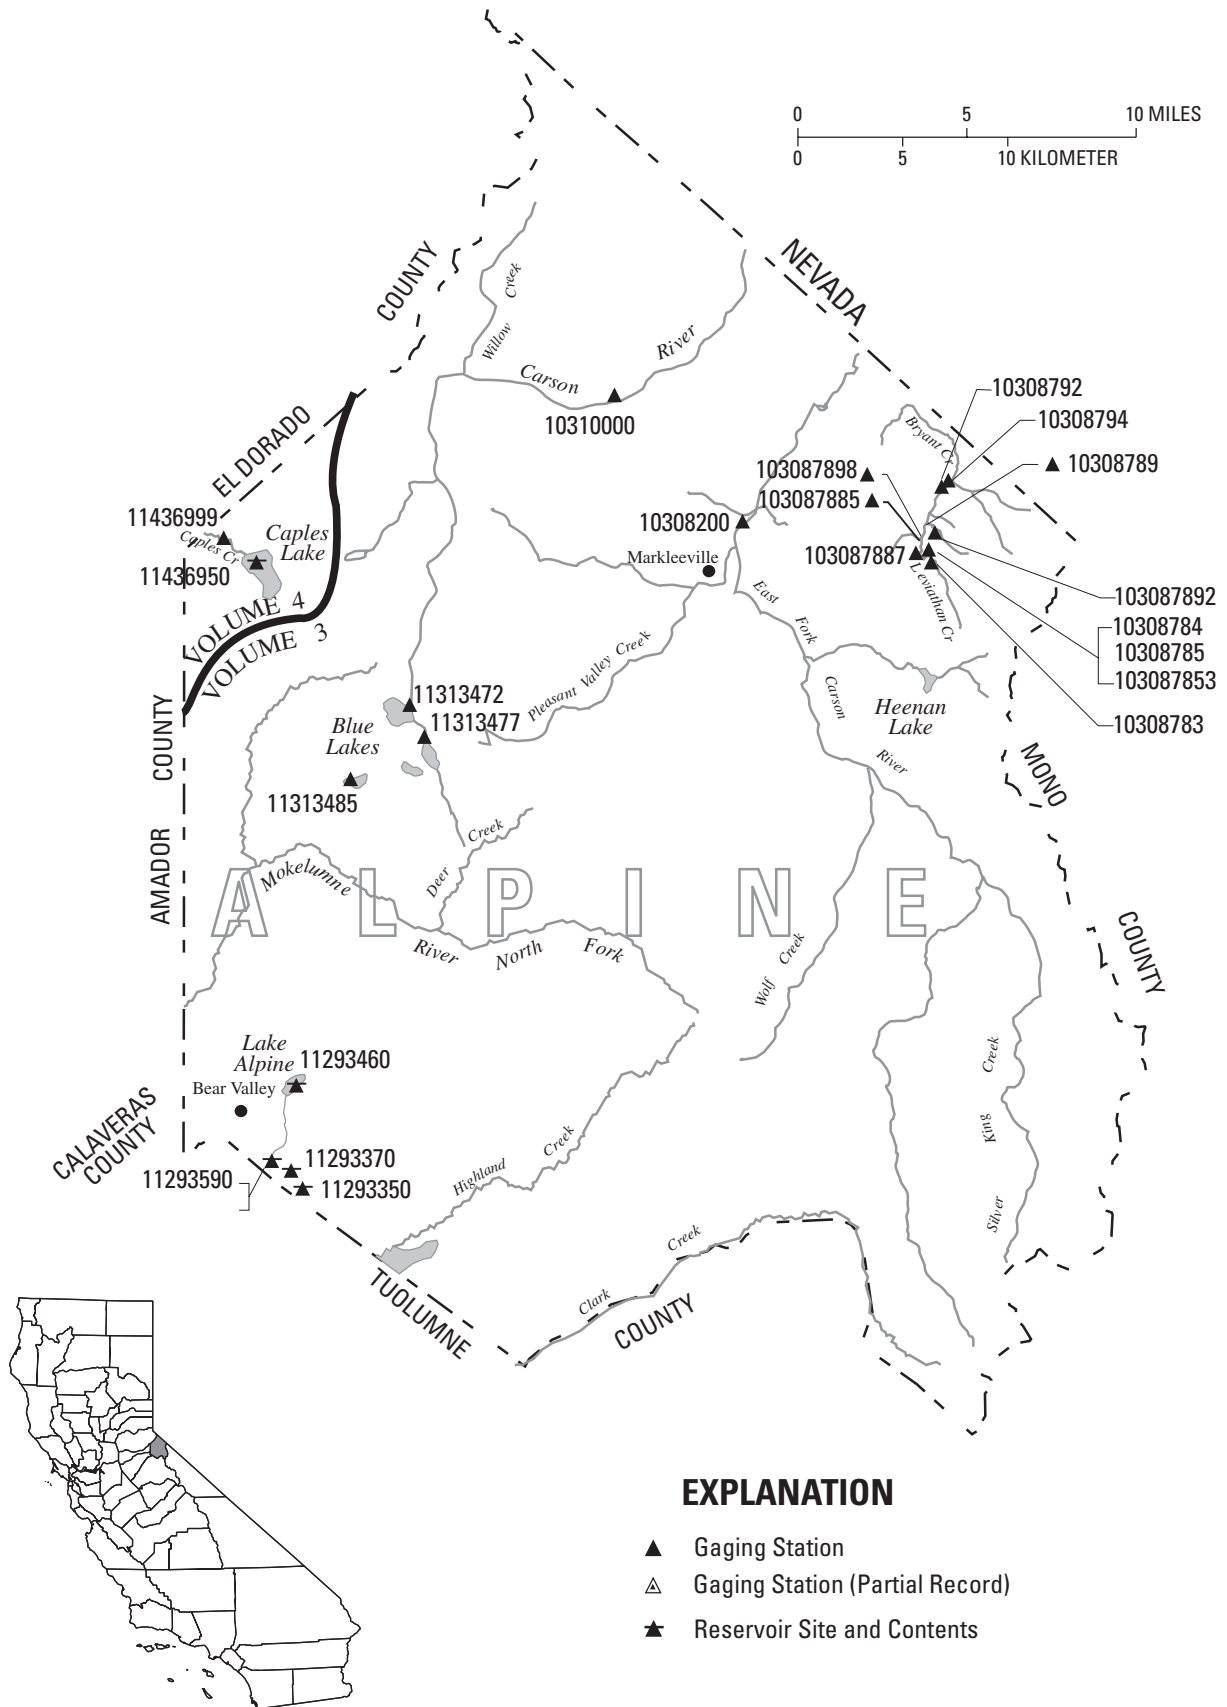 0 5 10 MILES
0 5 10 KILOMETER
NEVADA
COUNTY
EL DORADO
Willow Creek
Carson River
10310000
10308792
10308794
10308789
Bryant Cr
103087898
103087885
10308200
103087887
Markleeville
Leviathan Cr
103087892
10308784
10308785
103087853
10308783
11436999
Caples Cr
Caples
Lake
11436950
VOLUME 4
VOLUME 3
East Fork Carson River
Pleasant Valley Creek
Heenan
Lake
11313472
11313477
Blue
Lakes
11313485
MONO COUNTY
AMADOR COUNTY
Deer Creek
ALPINE
Mokelumne River North Fork
Wolf Creek
Silver King Creek
Lake
Alpine
11293460
Bear Valley
CALAVERAS
COUNTY
11293590
11293370
11293350
Highland Creek
Clark Creek
TUOLUMNE COUNTY
EXPLANATION
Gaging Station
Gaging Station (Partial Record)
Reservoir Site and Contents